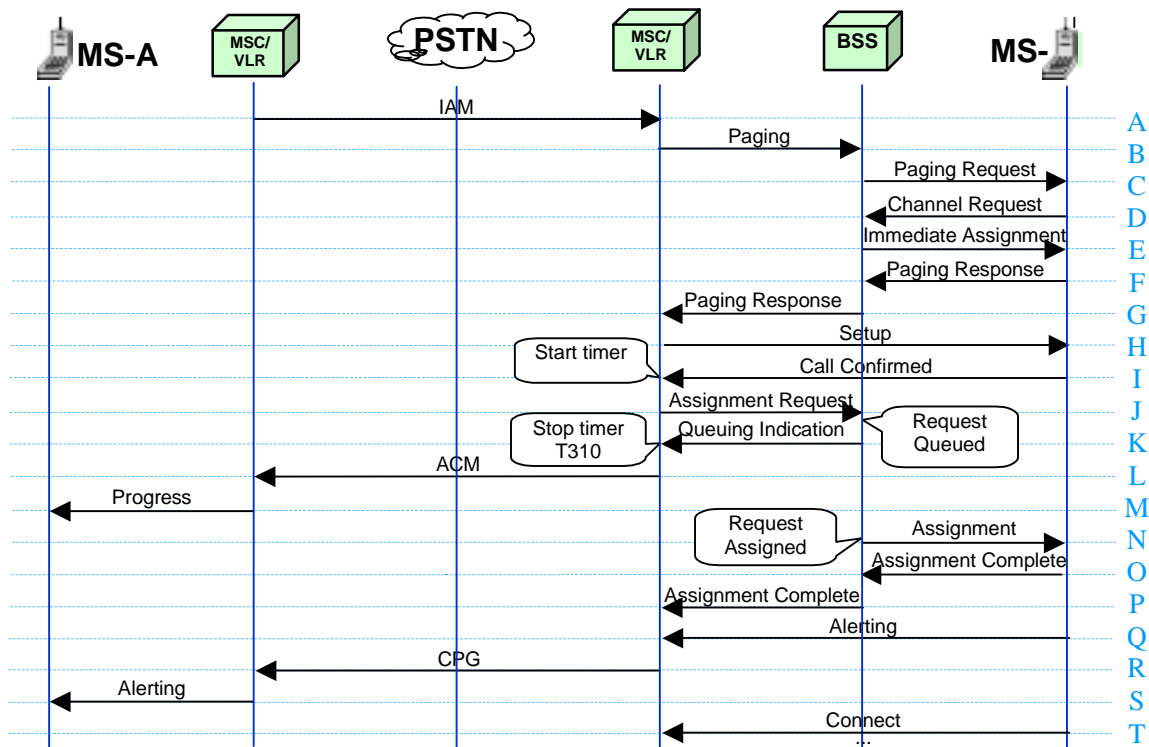 MS-A
MSC/
VLR
PSTN
MSC/
VLR
BSS
MS-
IAM
A
Paging
B
Paging Request
C
Channel Request
D
Immediate Assignment
E
Paging Response
F
Paging Response
G
Setup
H
Start timer
Call Confirmed
I
Assignment Request
J
Request
Queued
Stop timer
T310
Queuing Indication
K
ACM
L
Progress
M
Request
Assigned
Assignment
N
Assignment Complete
O
Assignment Complete
P
Alerting
Q
CPG
R
Alerting
S
Connect
T
...